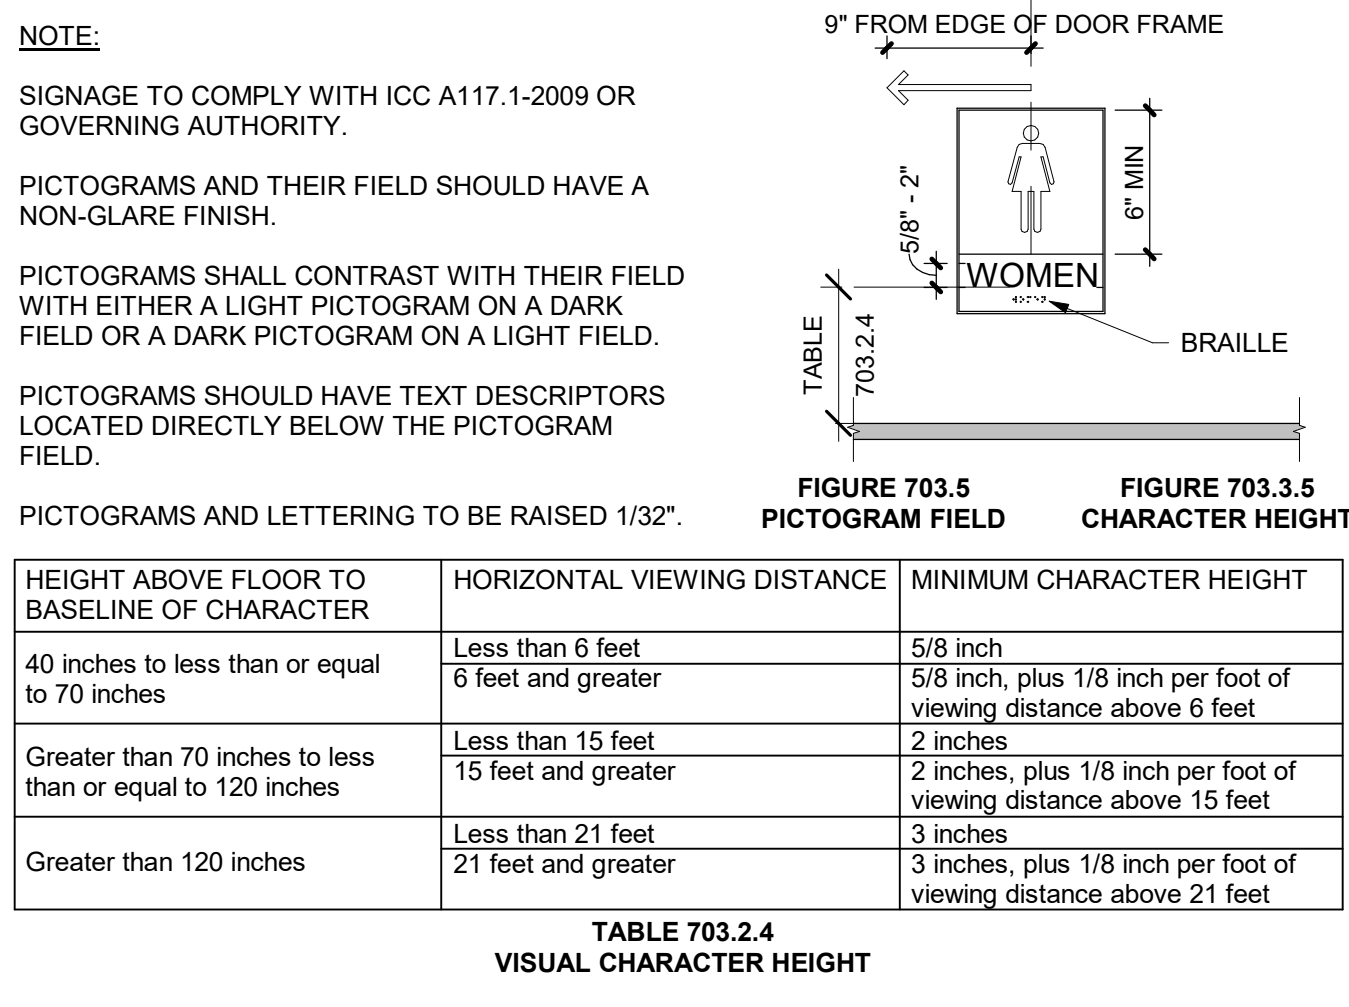 NOTE:
SIGNAGE TO COMPLY WITH ICC A117.1-2009 OR
GOVERNING AUTHORITY.
PICTOGRAMS AND THEIR FIELD SHOULD HAVE A
NON-GLARE FINISH.
PICTOGRAMS SHALL CONTRAST WITH THEIR FIELD
WITH EITHER A LIGHT PICTOGRAM ON A DARK
FIELD OR A DARK PICTOGRAM ON A LIGHT FIELD.
PICTOGRAMS SHOULD HAVE TEXT DESCRIPTORS
LOCATED DIRECTLY BELOW THE PICTOGRAM
FIELD.
PICTOGRAMS AND LETTERING TO BE RAISED 1/32".
9" FROM EDGE OF DOOR FRAME
6" MIN
5/8" - 2"
WOMEN
BRAILLE
TABLE
703.2.4
FIGURE 703.5
PICTOGRAM FIELD
FIGURE 703.3.5
CHARACTER HEIGHT
HEIGHT ABOVE FLOOR TO
BASELINE OF CHARACTER
HORIZONTAL VIEWING DISTANCE
MINIMUM CHARACTER HEIGHT
40 inches to less than or equal
to 70 inches
Less than 6 feet
5/8 inch
6 feet and greater
5/8 inch, plus 1/8 inch per foot of
viewing distance above 6 feet
Greater than 70 inches to less
than or equal to 120 inches
Less than 15 feet
2 inches
15 feet and greater
2 inches, plus 1/8 inch per foot of
viewing distance above 15 feet
Greater than 120 inches
Less than 21 feet
3 inches
21 feet and greater
3 inches, plus 1/8 inch per foot of
viewing distance above 21 feet
TABLE 703.2.4
VISUAL CHARACTER HEIGHT